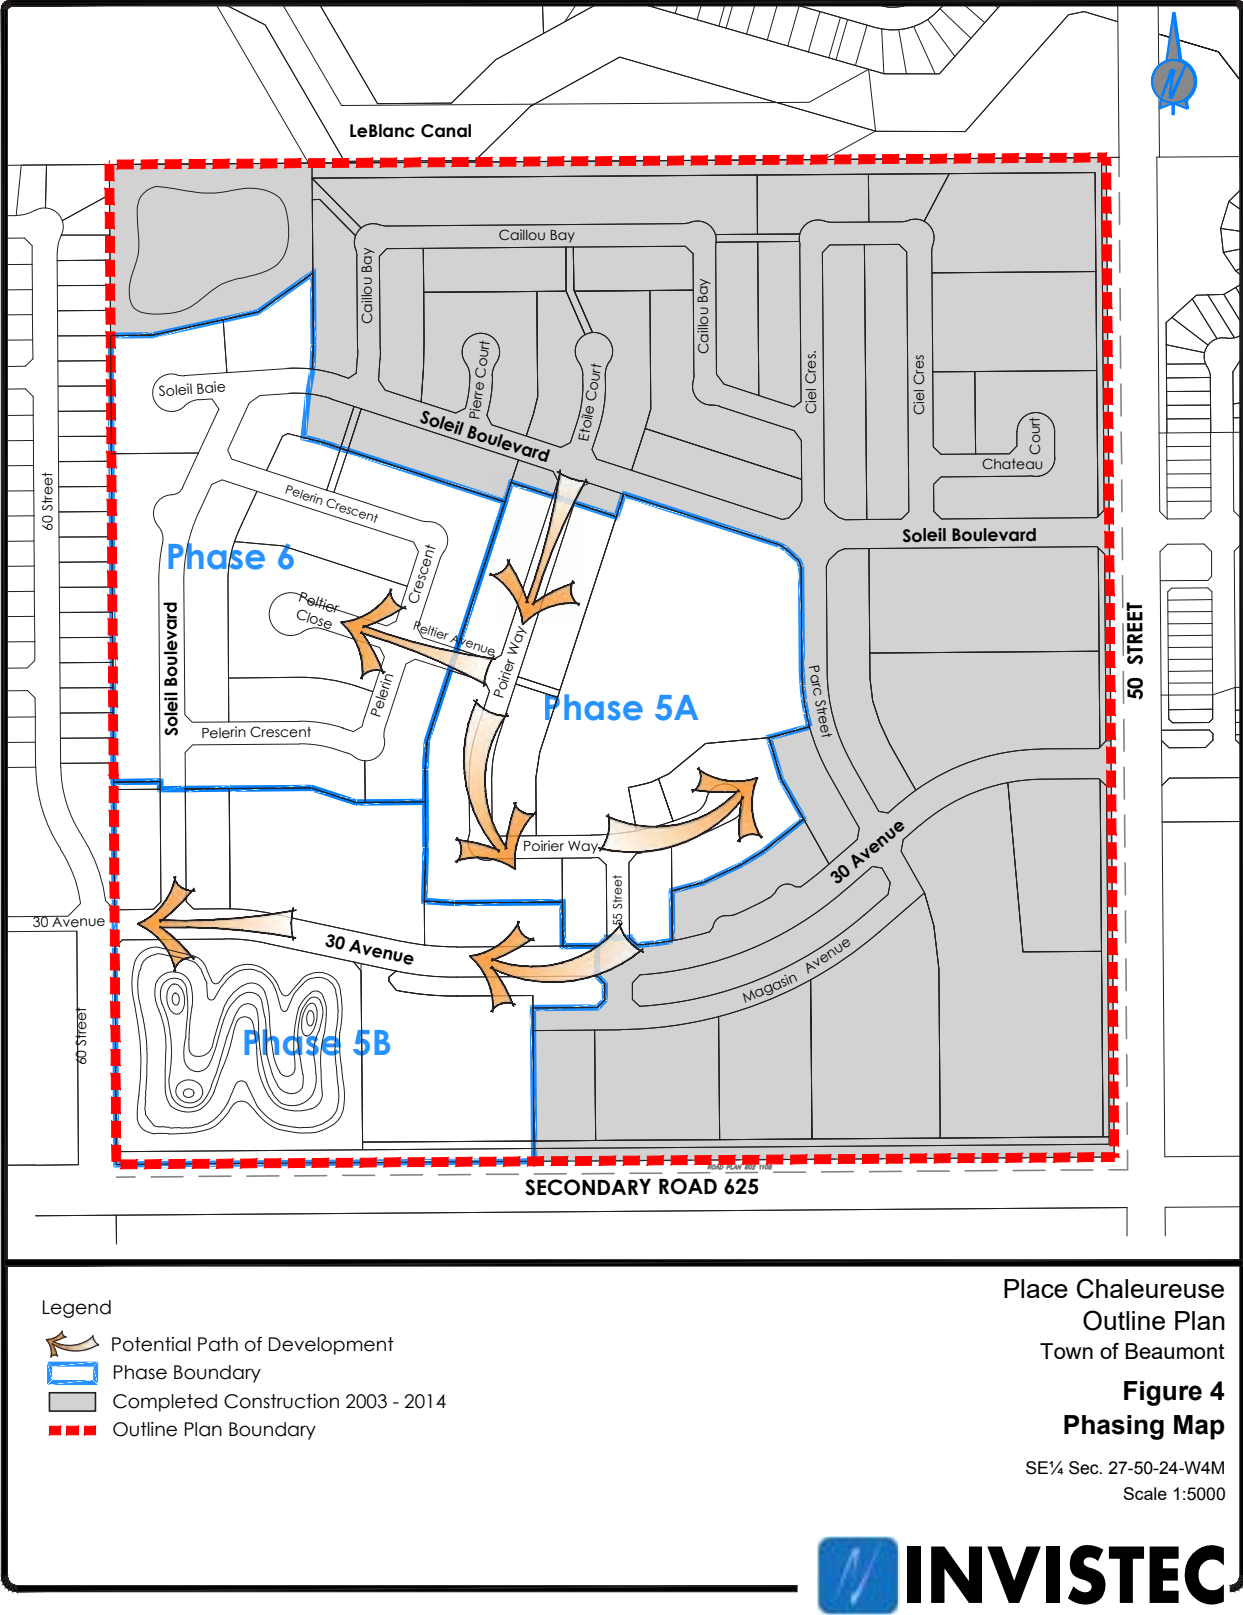 LeBlanc Canal
Caillou Bay
Caillou Bay
Caillou Bay
Ciel Cres.
Ciel Cres
Pierre Court
Etoile Court
Court
Chateau
Soleil Baie
Soleil Boulevard
Soleil Boulevard
60 Street
Pelerin Crescent
Phase 6
Crescent
Peltier
Close
Peltier Avenue
Poirier Way
Soleil Boulevard
Pelerin
Pelerin Crescent
Phase 5A
Parc Street
50 STREET
Poirier Way
30 Avenue
55 Street
30 Avenue
30 Avenue
Magasin Avenue
60 Street
Phase 5B
ROAD PLAN 802 1108
SECONDARY ROAD 625
Legend
Potential Path of Development
Phase Boundary
Completed Construction 2003 - 2014
Outline Plan Boundary
Place Chaleureuse
Outline Plan
Town of Beaumont
Figure 4
Phasing Map
SE¼ Sec. 27-50-24-W4M
Scale 1:5000
INVISTEC